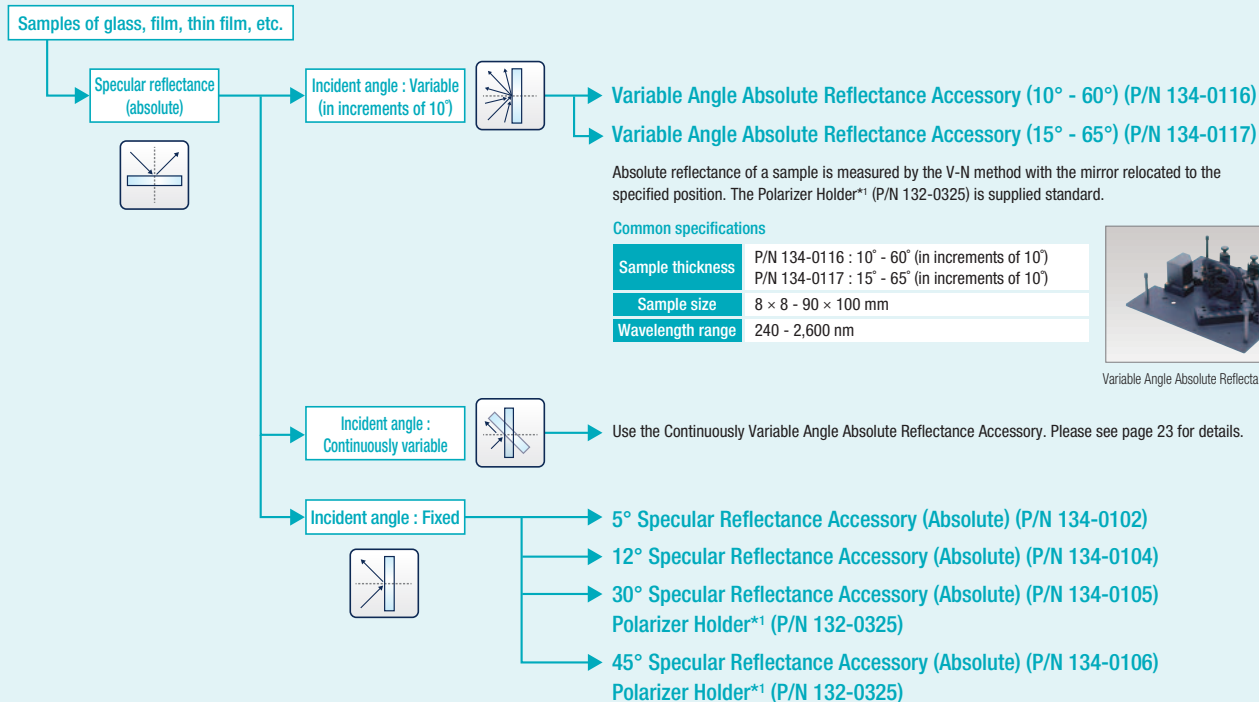 Samples of glass, film, thin film, etc.
Specular reflectance
(absolute)
Incident angle : Variable
(in increments of 10˚)
Variable Angle Absolute Reflectance Accessory (10° - 60°) (P/N 134-0116)
Variable Angle Absolute Reflectance Accessory (15° - 65°) (P/N 134-0117)
Absolute reflectance of a sample is measured by the V-N method with the mirror relocated to the
specified position. The Polarizer Holder*1 (P/N 132-0325) is supplied standard.
Common specifications
Sample thickness
P/N 134-0116 : 10˚ - 60˚ (in increments of 10˚)
P/N 134-0117 : 15˚ - 65˚ (in increments of 10˚)
Sample size
8 × 8 - 90 × 100 mm
Wavelength range
240 - 2,600 nm
Variable Angle Absolute Reflecta
Incident angle :
Continuously variable
Use the Continuously Variable Angle Absolute Reflectance Accessory. Please see page 23 for details.
Incident angle : Fixed
5° Specular Reflectance Accessory (Absolute) (P/N 134-0102)
12° Specular Reflectance Accessory (Absolute) (P/N 134-0104)
30° Specular Reflectance Accessory (Absolute) (P/N 134-0105)
Polarizer Holder*1 (P/N 132-0325)
45° Specular Reflectance Accessory (Absolute) (P/N 134-0106)
Polarizer Holder*1 (P/N 132-0325)